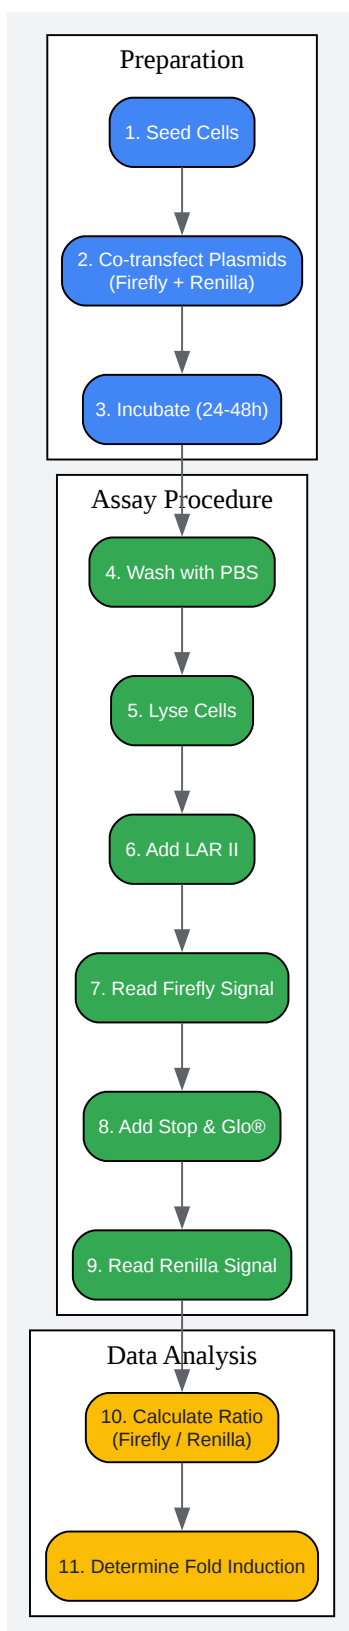 Preparation
1. Seed Cells
2. Co-transfect Plasmids
(Firefly + Renilla)
3. Incubate (24-48h)
Assay Procedure
4. Wash with PBS
5. Lyse Cells
6. Add LAR II
7. Read Firefly Signal
8. Add Stop & Glo®
9. Read Renilla Signal
Data Analysis
10. Calculate Ratio
(Firefly / Renilla)
11. Determine Fold Induction